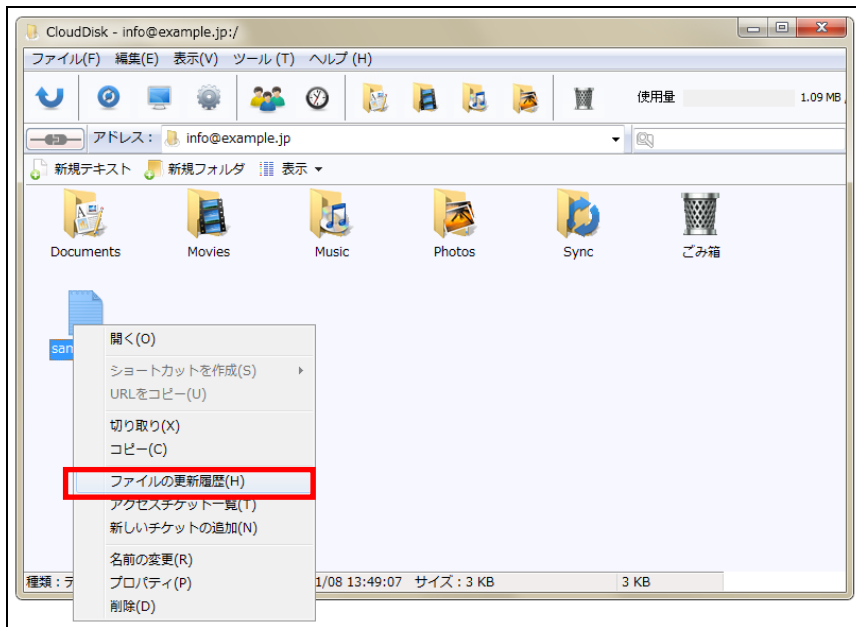 CloudDisk - info@example.jp:/
ファイル(F) 編集(E) 表示(V) ツール(T) ヘルプ(H)
使用量 1.09 MB
アドレス: info@example.jp
新規テキスト 新規フォルダ 表示
Documents Movies Music Photos Sync ごみ箱
開く(O)
ショートカットを作成(S)
URLをコピー(U)
切り取り(X)
コピー(C)
ファイルの更新履歴(H)
アクセスチケット一覧(T)
新しいチケットの追加(N)
名前の変更(R)
プロパティ(P)
削除(D)
種類:テ 1/08 13:49:07 サイズ:3 KB 3 KB